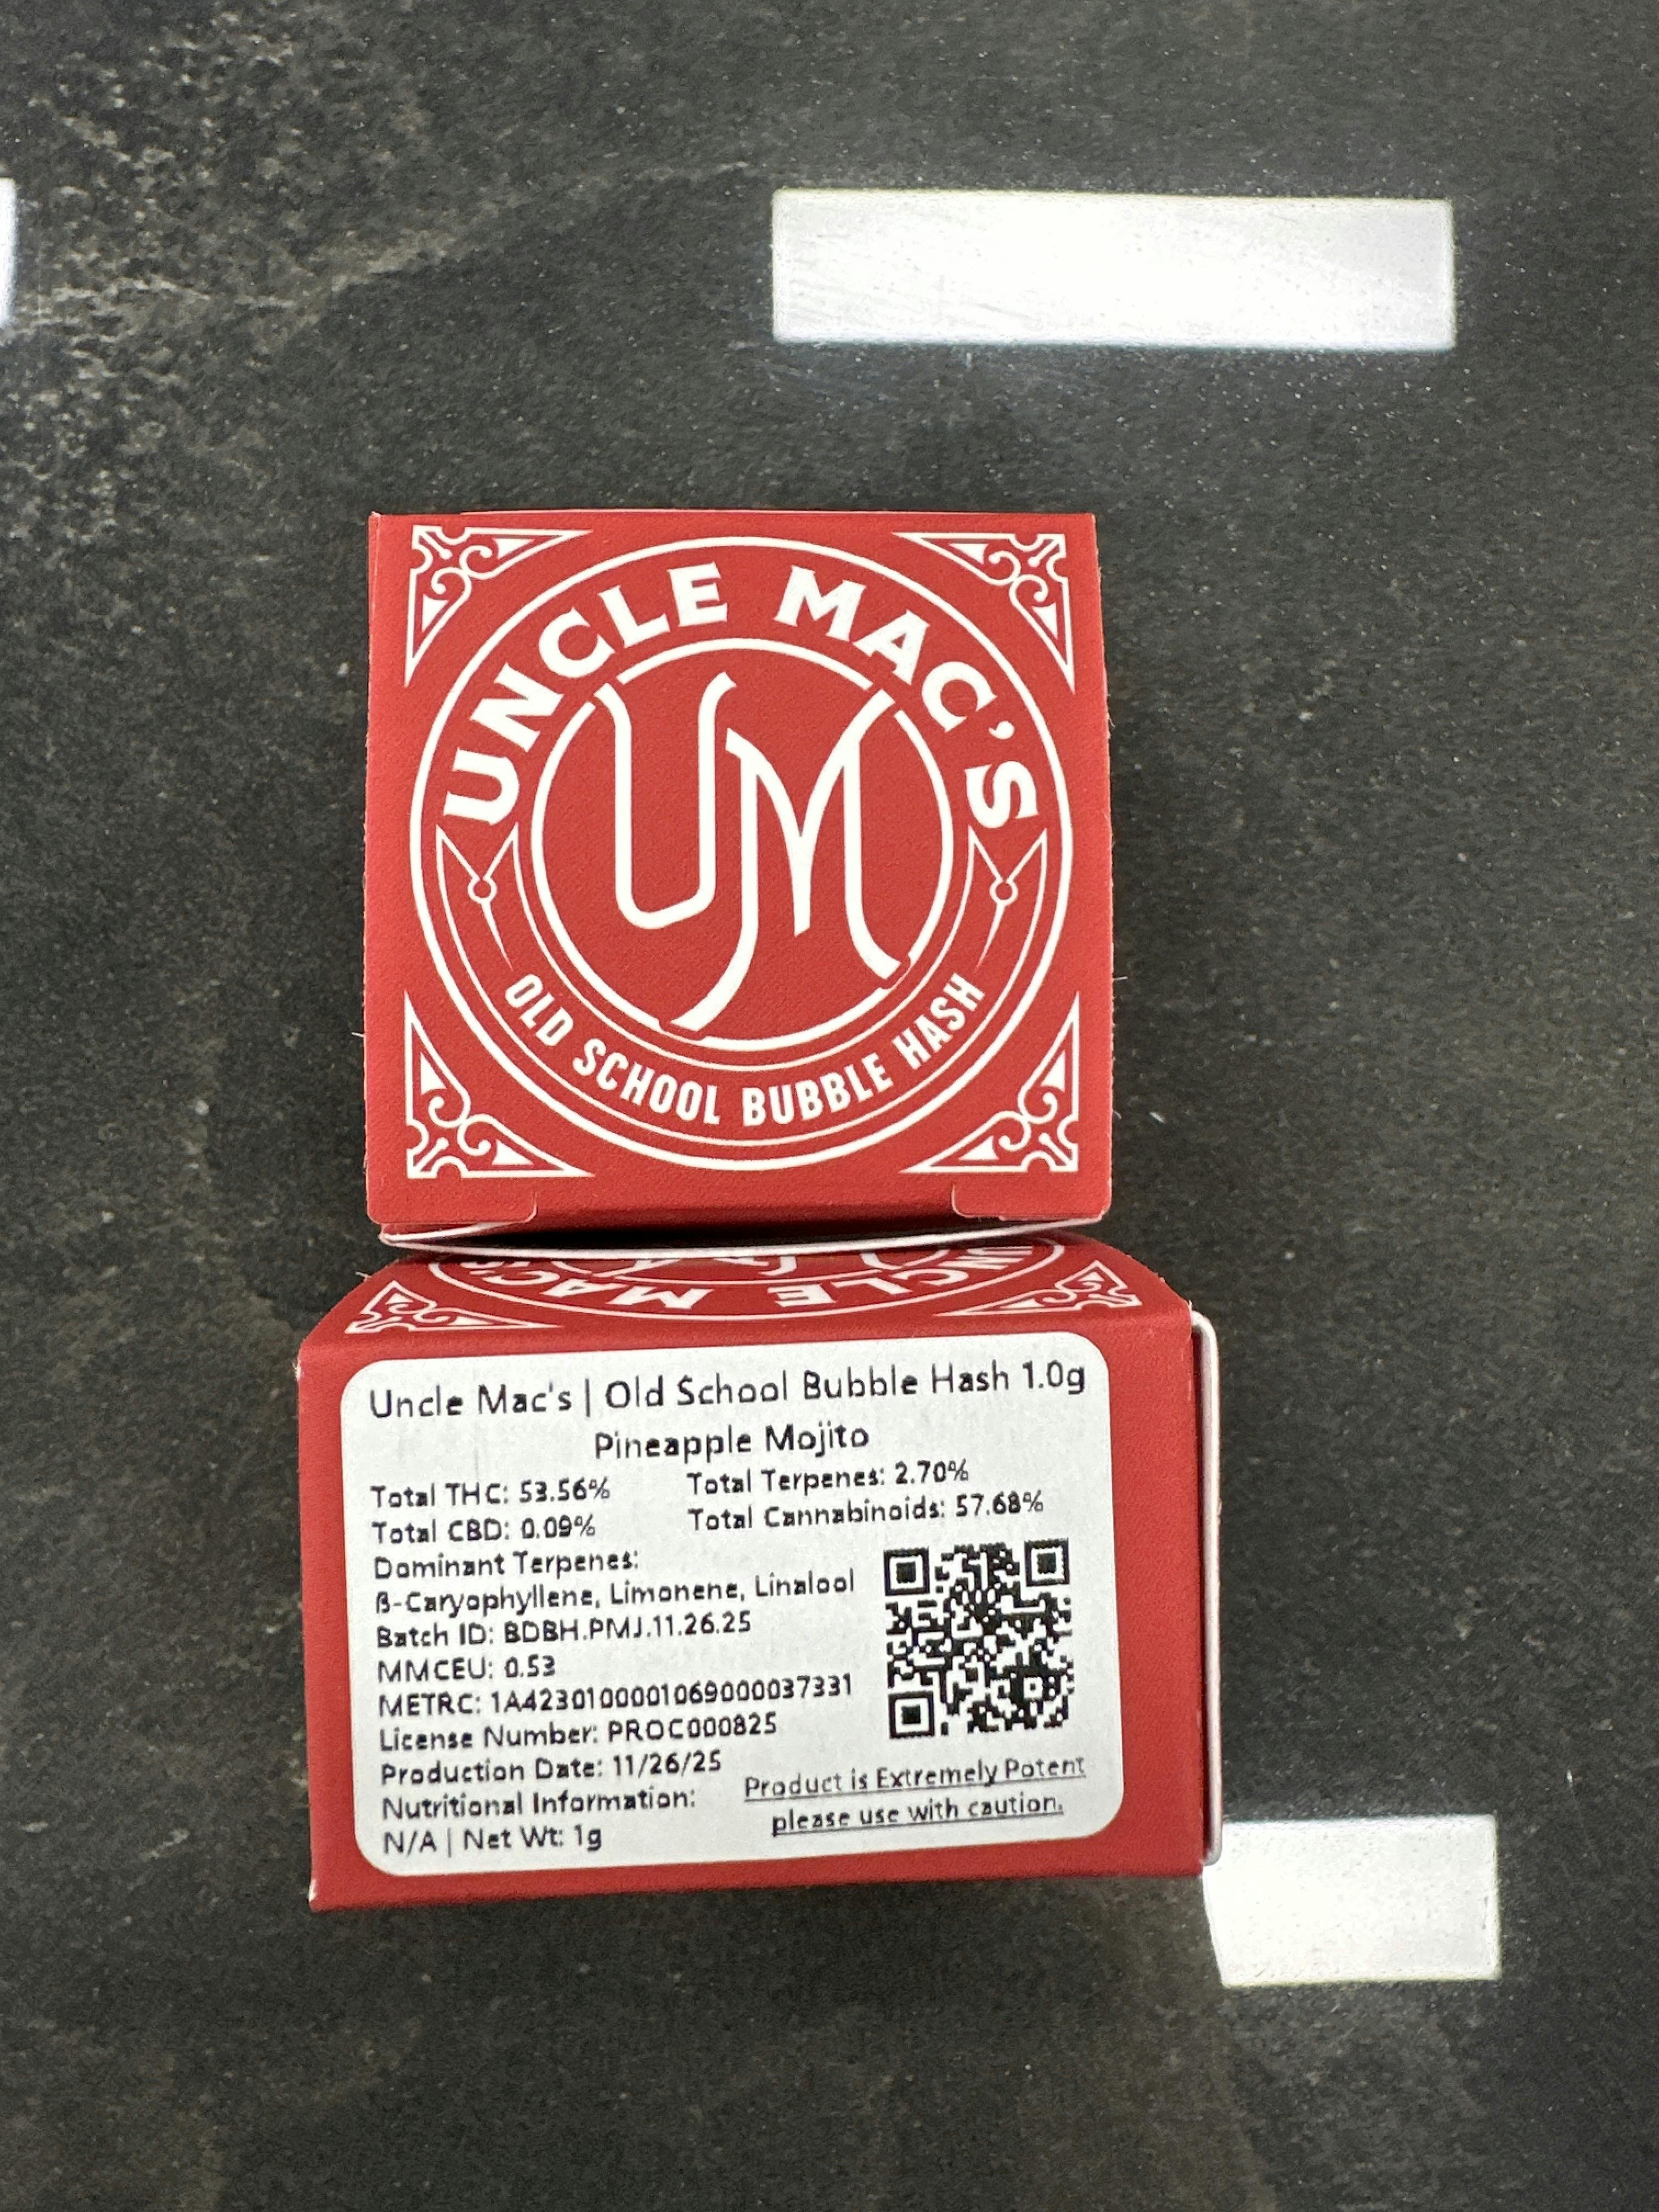 UNCLE MAC'S
UM
OLD SCHOOL BUBBLE HASH
UNCLE MAC'S
Uncle Mac's | Old School Bubble Hash 1.0g
Pineapple Mojito
Total THC: 53.56%
Total Terpenes: 2.70%
Total CBD: 0.09%
Total Cannabinoids: 57.68%
Dominant Terpenes:
ß-Caryophyllene, Limonene, Linalool
Batch ID: BDBH.PMJ.11.26.25
MMCEU: 0.53
METRC: 1A4230100001069000037331
License Number: PROC000825
Production Date: 11/26/25
Nutritional Information:
N/A | Net Wt: 1g
Product is Extremely Potent
please use with caution.